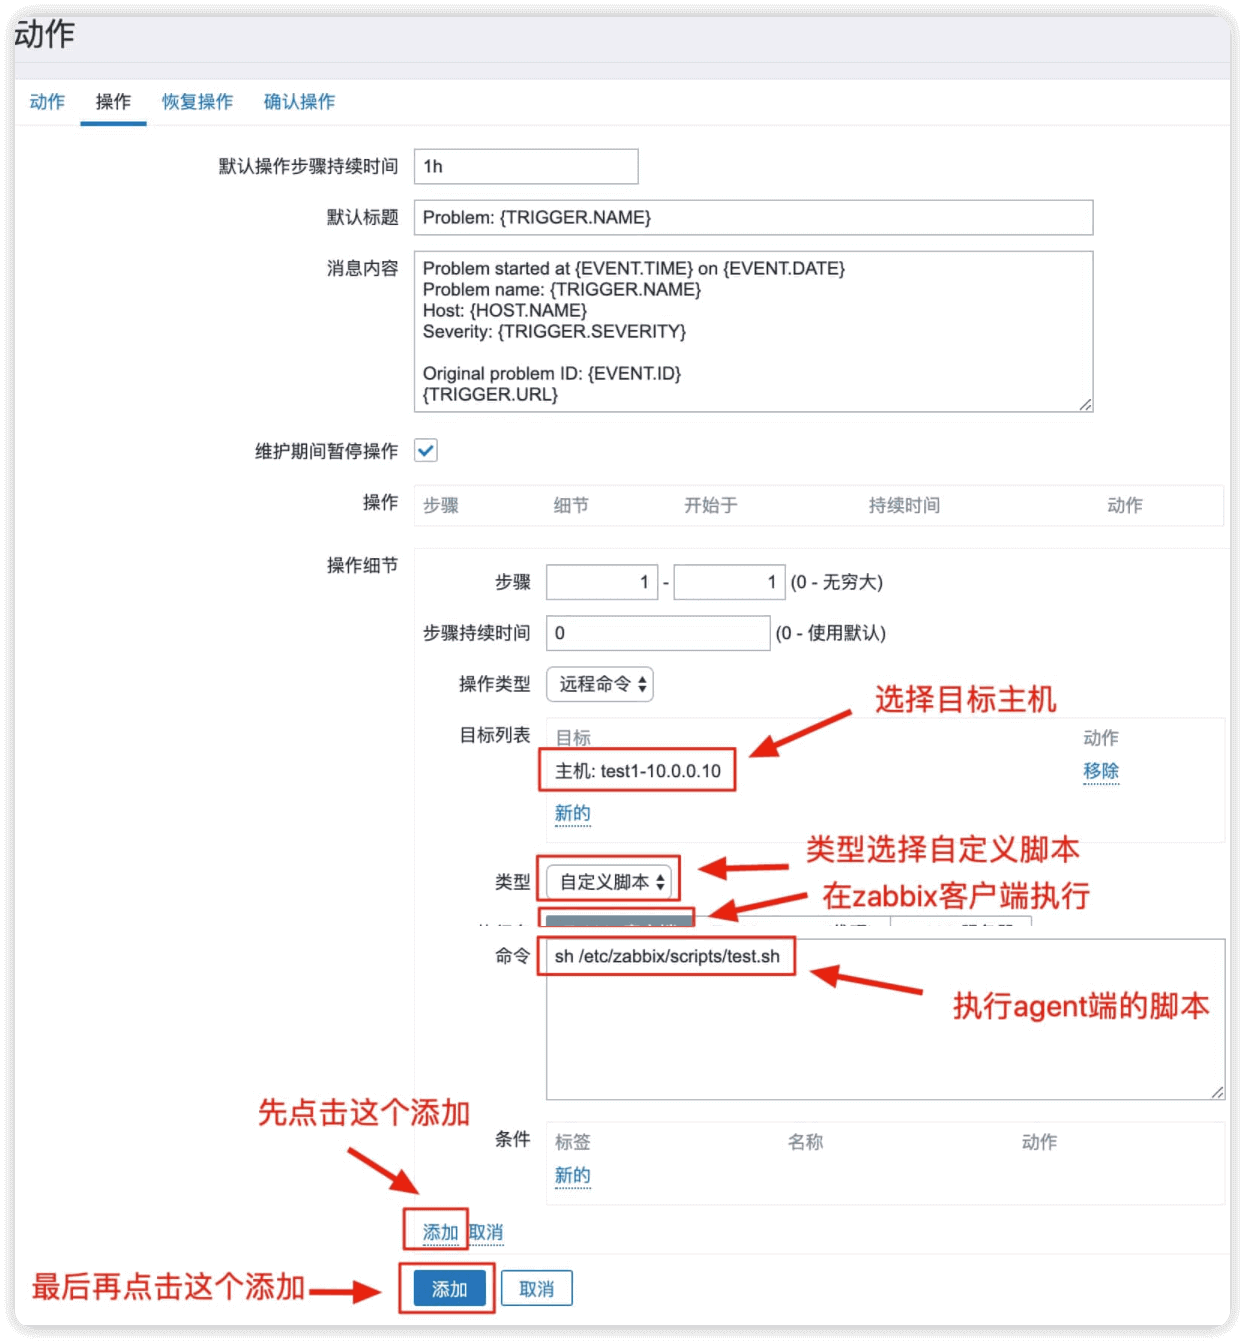 动作
动作 操作 恢复操作 确认操作
默认操作步骤持续时间 1h
默认标题 Problem: {TRIGGER.NAME}
消息内容 Problem started at {EVENT.TIME} on {EVENT.DATE}
Problem name: {TRIGGER.NAME}
Host: {HOST.NAME}
Severity: {TRIGGER.SEVERITY}
Original problem ID: {EVENT.ID}
{TRIGGER.URL}
维护期间暂停操作
操作 步骤 细节 开始于 持续时间 动作
操作细节
步骤 1 - 1 (0 - 无穷大)
步骤持续时间 0 (0 - 使用默认)
操作类型 远程命令
选择目标主机
目标列表 目标 动作
主机: test1-10.0.0.10 移除
新的
类型选择自定义脚本
类型 自定义脚本
在zabbix客户端执行
命令 sh /etc/zabbix/scripts/test.sh
执行agent端的脚本
先点击这个添加
条件 标签 名称 动作
新的
添加 取消
最后再点击这个添加 添加 取消